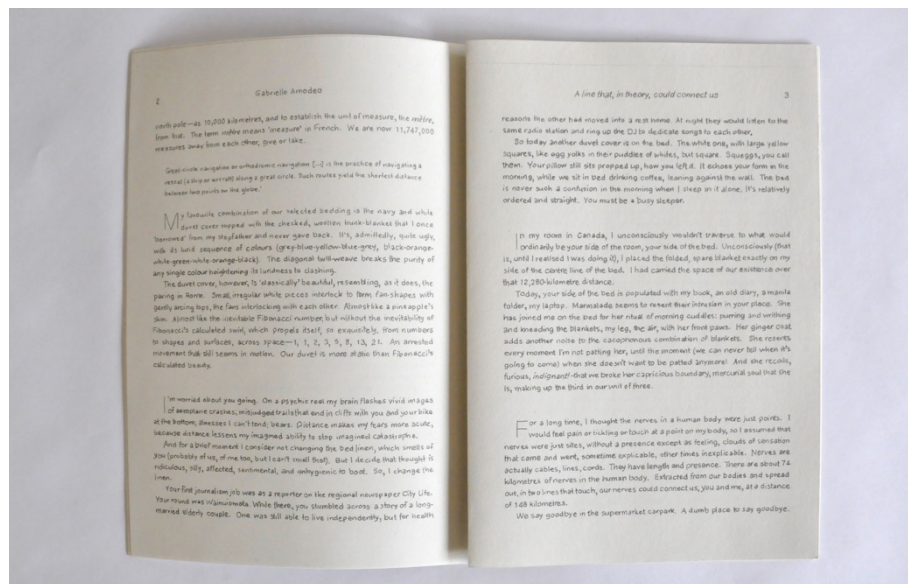 2
Gabrielle Amodeo
north pole—as 10,000 kilometres, and to establish the unit of measure, the mètre,
from this. The term mètre means 'measure' in French. We are now 11,747,000
measures away from each other, give or take.
Great-circle navigation or orthodromic navigation [...] is the practice of navigating a
vessel (a ship or aircraft) along a great circle. Such routes yield the shortest distance
between two points on the globe.'
My favourite combination of our selected bedding is the navy and white
duvet cover topped with the checked, woollen bunk-blanket that I once
'borrowed' from my stepfather and never gave back. It's, admittedly, quite ugly,
with its lurid sequence of colours (grey-blue-yellow-blue-grey, black-orange-
white-green-white-orange-black). The diagonal twill-weave breaks the purity of
any single colour heightening its luridness to clashing.
The duvet cover, however, is 'classically' beautiful, resembling, as it does, the
paving in Rome. Small, irregular white pieces interlock to form fan-shapes with
gently arcing tops, the fans interlocking with each other. Almost like a pineapple's
skin. Almost like the inevitable Fibonacci number, but without the inevitability of
Fibonacci's calculated swirl, which propels itself, so exquisitely, from numbers
to shapes and surfaces, across space—1, 1, 2, 3, 5, 8, 13, 21. An arrested
movement that still seems in motion. Our duvet is more static than Fibonacci's
calculated beauty.
I'm worried about you going. On a psychic reel my brain flashes vivid images
of aeroplane crashes; misjudged trails that end in cliffs with you and your bike
at the bottom; illnesses I can't tend; bears. Distance makes my fears more acute,
because distance lessens my imagined ability to stop imagined catastrophe.
And for a brief moment I consider not changing the bed linen, which smells of
you (probably of us, of me too, but I can't smell that). But I decide that thought is
ridiculous, silly, affected, sentimental, and unhygienic to boot. So, I change the
linen.
Your first journalism job was as a reporter on the regional newspaper City Life.
Your round was Wainuiomata. While there, you stumbled across a story of a long-
married elderly couple. One was still able to live independently, but for health
A line that, in theory, could connect us
3
reasons the other had moved into a rest home. At night they would listen to the
same radio station and ring up the DJ to dedicate songs to each other.
So today another duvet cover is on the bed. The white one, with large yellow
squares, like egg yolks in their puddles of whites, but square. Squeggs, you call
them. Your pillow still sits propped up, how you left it. It echoes your form in the
morning, while we sit in bed drinking coffee, leaning against the wall. The bed
is never such a confusion in the morning when I sleep in it alone. It's relatively
ordered and straight. You must be a busy sleeper.
In my room in Canada, I unconsciously wouldn't traverse to what would
ordinarily be your side of the room, your side of the bed. Unconsciously (that
is, until I realised I was doing it), I placed the folded, spare blanket exactly on my
side of the centre line of the bed. I had carried the space of our existence over
that 12,280-kilometre distance.
Today, your side of the bed is populated with my book, an old diary, a manila
folder, my laptop. Marmalade seems to resent their intrusion in your place. She
has joined me on the bed for her ritual of morning cuddles: purring and writhing
and kneading the blankets, my leg, the air, with her front paws. Her ginger coat
adds another noise to the cacophonous combination of blankets. She resents
every moment I'm not patting her, until the moment (we can never tell when it's
going to come) when she doesn't want to be patted anymore! And she recoils,
furious, indignant!—that we broke her capricious boundary, mercurial soul that she
is, making up the third in our unit of three.
For a long time, I thought the nerves in a human body were just points. I
would feel pain or tickling or touch at a point on my body, so I assumed that
nerves were just sites, without a presence except as feeling, clouds of sensation
that came and went, sometime explicable, other times inexplicable. Nerves are
actually cables, lines, cords. They have length and presence. There are about 74
kilometres of nerves in the human body. Extracted from our bodies and spread
out, in two lines that touch, our nerves could connect us, you and me, at a distance
of 148 kilometres.
We say goodbye in the supermarket carpark. A dumb place to say goodbye.